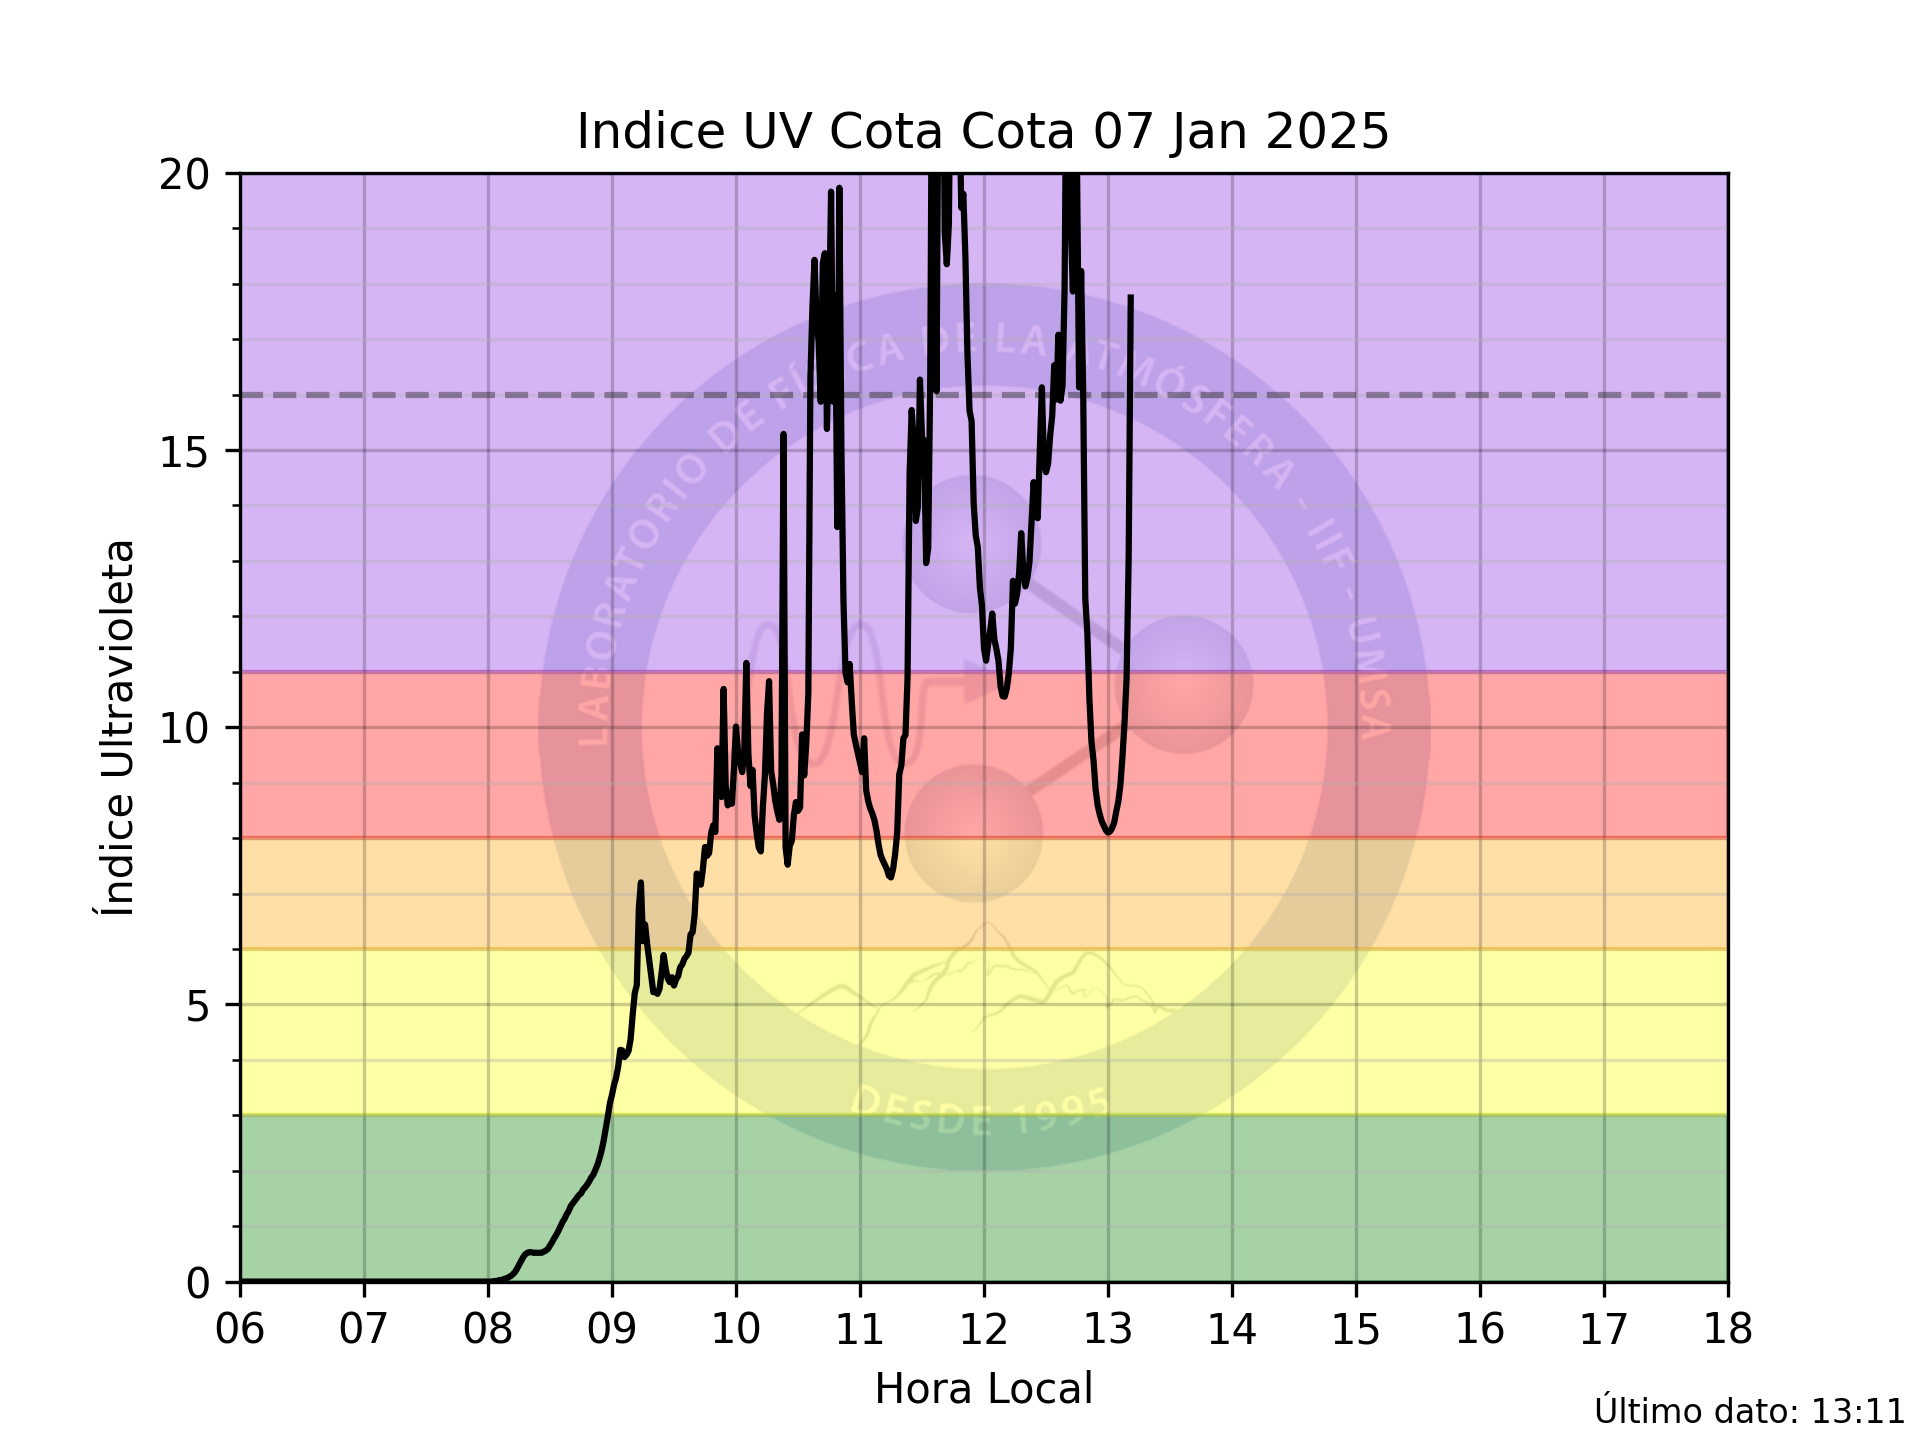 Indice UV Cota Cota 07 Jan 2025
20
15
10
5
0
Índice Ultravioleta
LABORATORIO DE FÍSICA DE LA ATMÓSFERA - IIF - UMSA
DESDE 1995
06 07 08 09 10 11 12 13 14 15 16 17 18
Hora Local
Último dato: 13:11